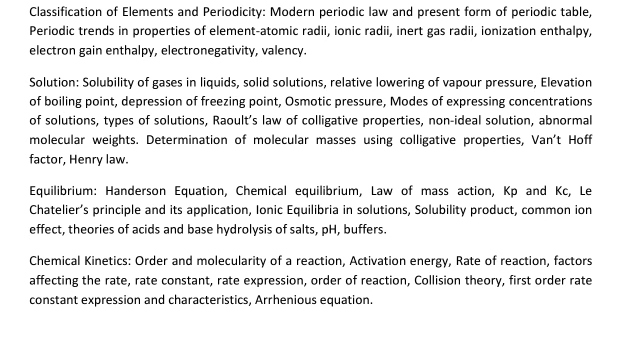 Classification of Elements and Periodicity: Modern periodic law and present form of periodic table,
Periodic trends in properties of element-atomic radii, ionic radii, inert gas radii, ionization enthalpy,
electron gain enthalpy, electronegativity, valency.
Solution: Solubility of gases in liquids, solid solutions, relative lowering of vapour pressure, Elevation
of boiling point, depression of freezing point, Osmotic pressure, Modes of expressing concentrations
of solutions, types of solutions, Raoult’s law of colligative properties, non-ideal solution, abnormal
molecular weights. Determination of molecular masses using colligative properties, Van’t Hoff
factor, Henry law.
Equilibrium: Handerson Equation, Chemical equilibrium, Law of mass action, Kp and Kc, Le
Chatelier’s principle and its application, Ionic Equilibria in solutions, Solubility product, common ion
effect, theories of acids and base hydrolysis of salts, pH, buffers.
Chemical Kinetics: Order and molecularity of a reaction, Activation energy, Rate of reaction, factors
affecting the rate, rate constant, rate expression, order of reaction, Collision theory, first order rate
constant expression and characteristics, Arrhenious equation.